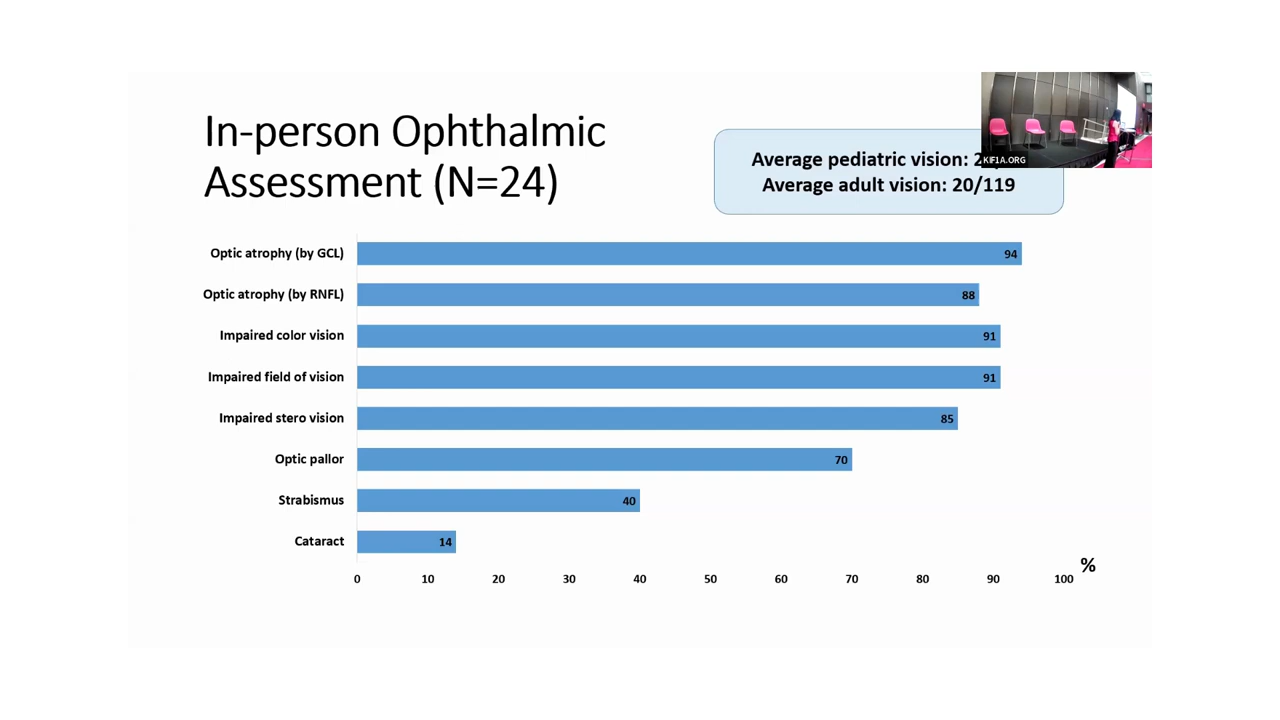 In-person Ophthalmic
Assessment (N=24)
KIF1A.ORG
Average pediatric vision:
Average adult vision: 20/119
Optic atrophy (by GCL)
94
Optic atrophy (by RNFL)
88
Impaired color vision
91
Impaired field of vision
91
Impaired stero vision
85
Optic pallor
70
Strabismus
40
Cataract
14
%
0 10 20 30 40 50 60 70 80 90 100